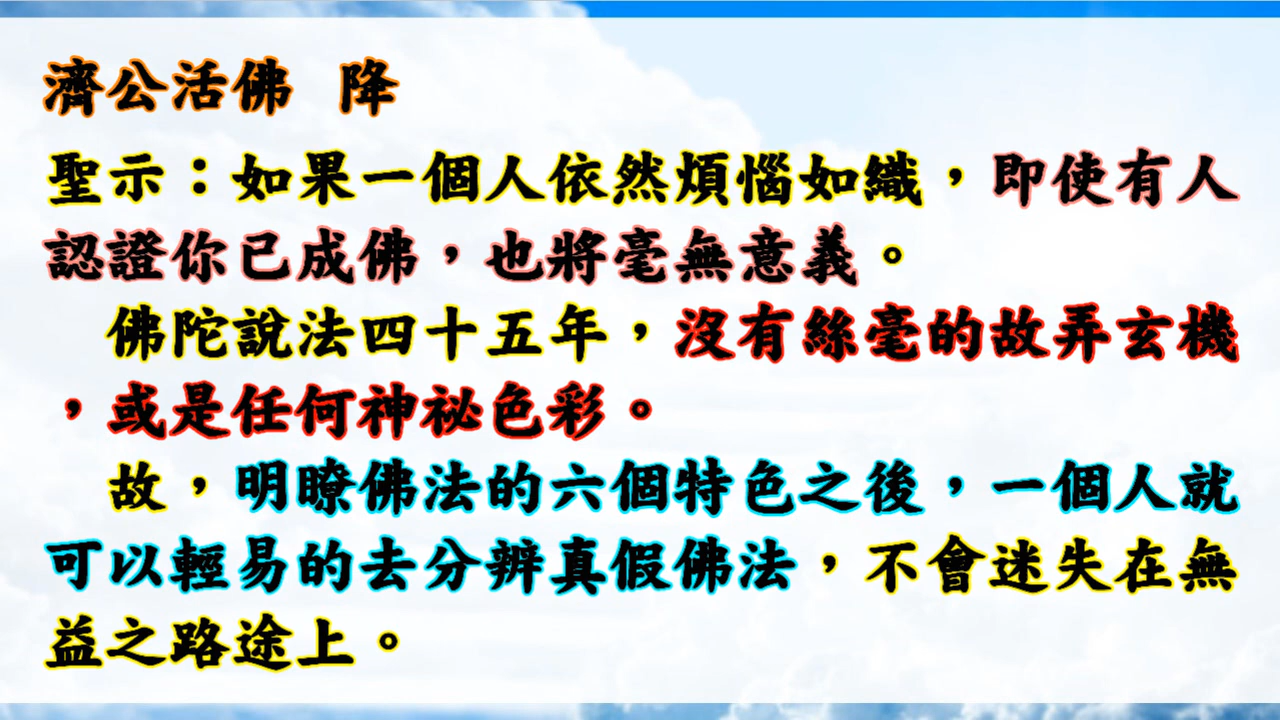 濟公活佛 降
聖示：如果一個人依然煩惱如織，即使有人
認證你已成佛，也將毫無意義。
佛陀說法四十五年，沒有絲毫的故弄玄機
，或是任何神祕色彩。
故，明瞭佛法的六個特色之後，一個人就
可以輕易的去分辨真假佛法，不會迷失在無
益之路途上。